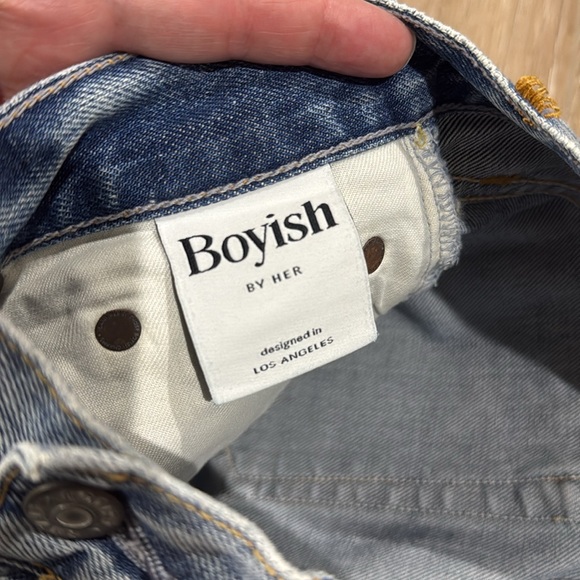 Boyish
BY HER
designed in
LOS ANGELES